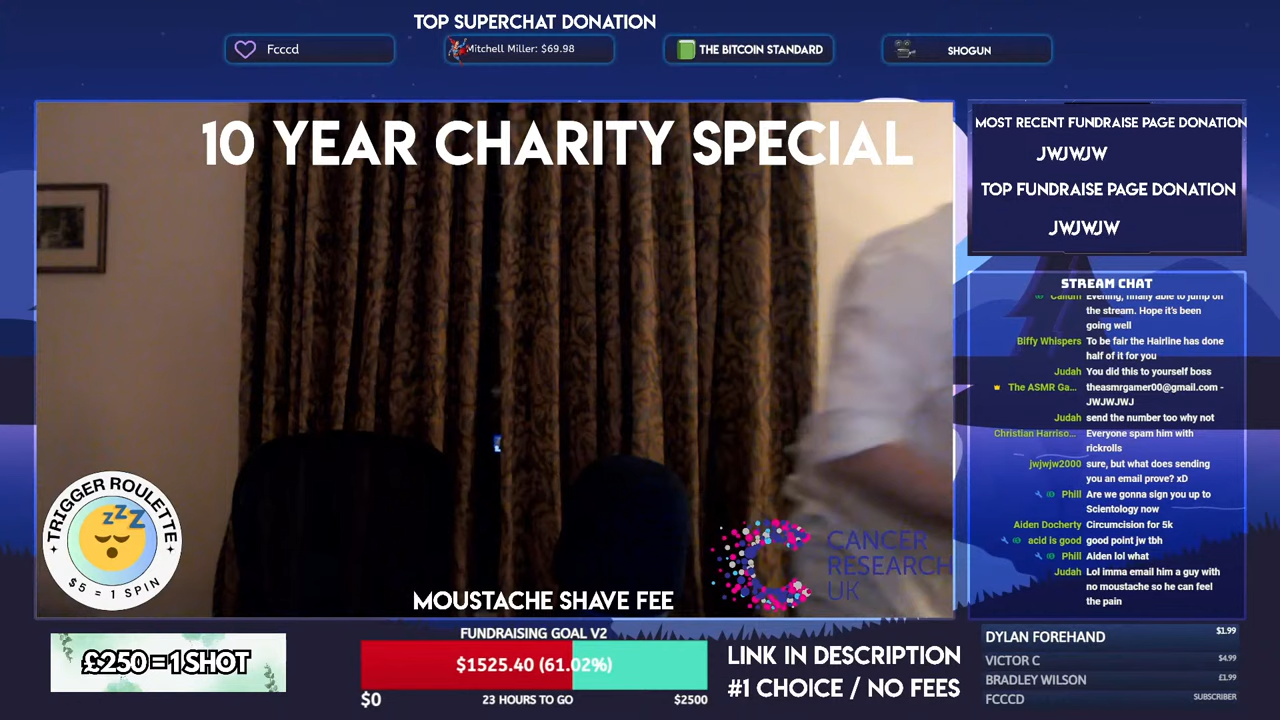 TOP SUPERCHAT DONATION
Fcccd
Mitchell Miller: $69.98
THE BITCOIN STANDARD
SHOGUN
10 YEAR CHARITY SPECIAL
MOST RECENT FUNDRAISE PAGE DONATION
JWJWJW
TOP FUNDRAISE PAGE DONATION
JWJWJW
STREAM CHAT
Callum Evening, finally able to jump on
the stream. Hope it's been
going well
Biffy Whispers To be fair the Hairline has done
half of it for you
Judah You did this to yourself boss
The ASMR Ga... theasmrgamer00@gmail.com -
JWJWJWJ
Judah send the number too why not
Christian Harriso... Everyone spam him with
rickrolls
jwjwjw2000 sure, but what does sending
you an email prove? xD
Phill Are we gonna sign you up to
Scientology now
Aiden Docherty Circumcision for 5k
acid is good good point jw tbh
Phill Aiden lol what
Judah Lol imma email him a guy with
no moustache so he can feel
the pain
TRIGGER ROULETTE
zzZ
$5 = 1 SPIN
CANCER
RESEARCH
UK
MOUSTACHE SHAVE FEE
£250 = 1 SHOT
FUNDRAISING GOAL V2
$1525.40 (61.02%)
$0
23 HOURS TO GO
$2500
LINK IN DESCRIPTION
#1 CHOICE / NO FEES
DYLAN FOREHAND $1.99
VICTOR C $4.99
BRADLEY WILSON £1.99
FCCCD SUBSCRIBER